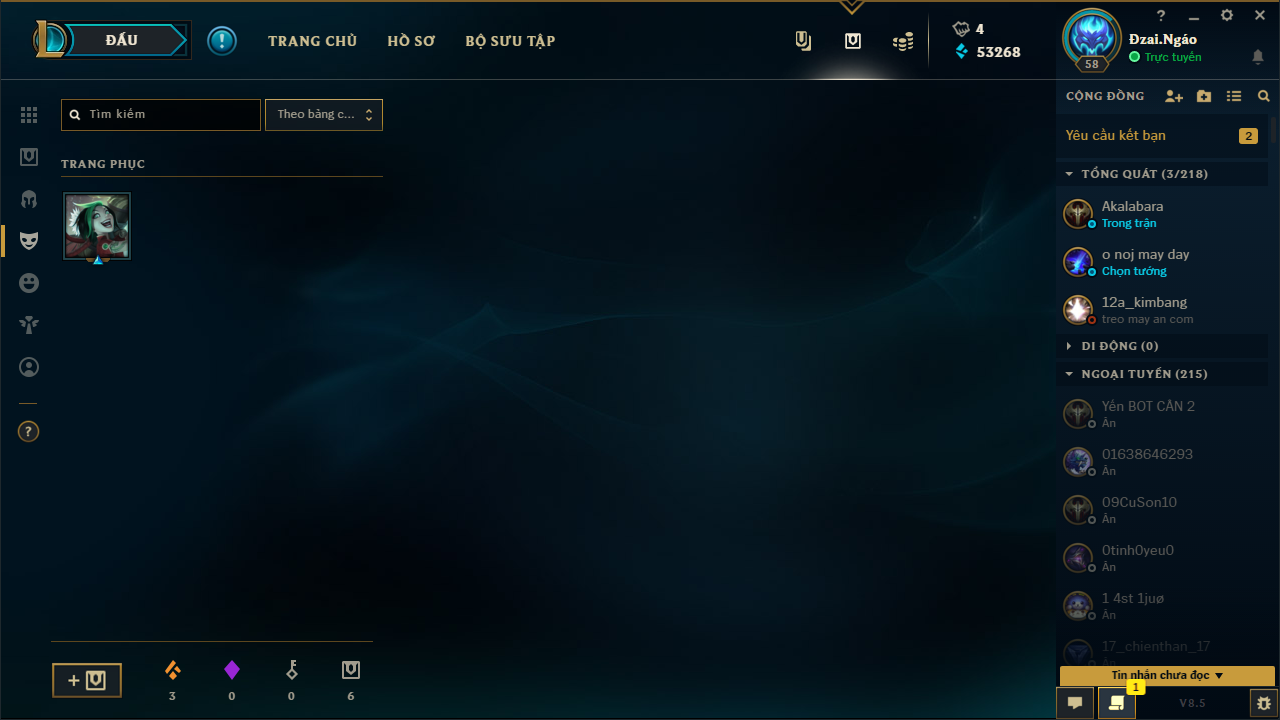 ĐẤU
TRANG CHỦ
HỒ SƠ
BỘ SƯU TẬP
4
53268
58
Đzai.Ngáo
Trực tuyến
Tìm kiếm
Theo bảng c...
TRANG PHỤC
3
0
0
6
CỘNG ĐỒNG
Yêu cầu kết bạn
2
TỔNG QUÁT (3/218)
Akalabara
Trong trận
o noj may day
Chọn tướng
12a_kimbang
treo may an com
DI ĐỘNG (0)
NGOẠI TUYẾN (215)
Yến BOT CĂN 2
Ẩn
01638646293
Ẩn
09CuSon10
Ẩn
0tinh0yeu0
Ẩn
1 4st 1juø
Ẩn
17_chienthan_17
Ẩn
Tin nhắn chưa đọc
1
V8.5